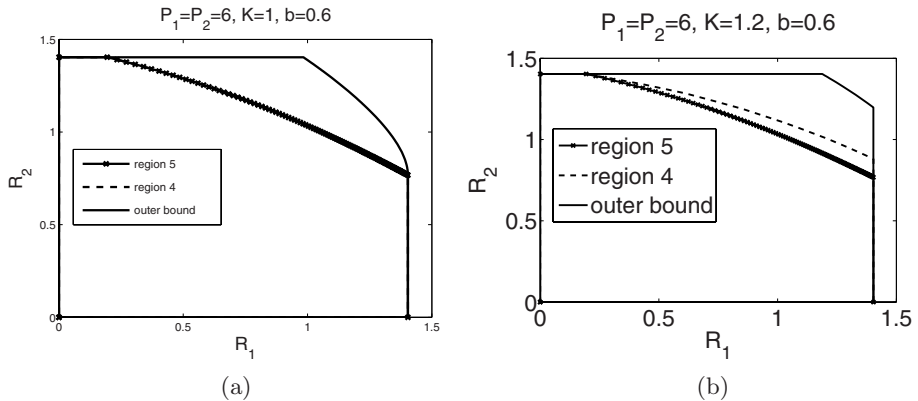 P₁=P₂=6, K=1, b=0.6
1.5
1
0.5
0
R₂
region 5
region 4
outer bound
0
0.5
1
1.5
R₁
(a)
P₁=P₂=6, K=1.2, b=0.6
1.5
1
0.5
0
R₂
region 5
region 4
outer bound
0
0.5
1
1.5
R₁
(b)